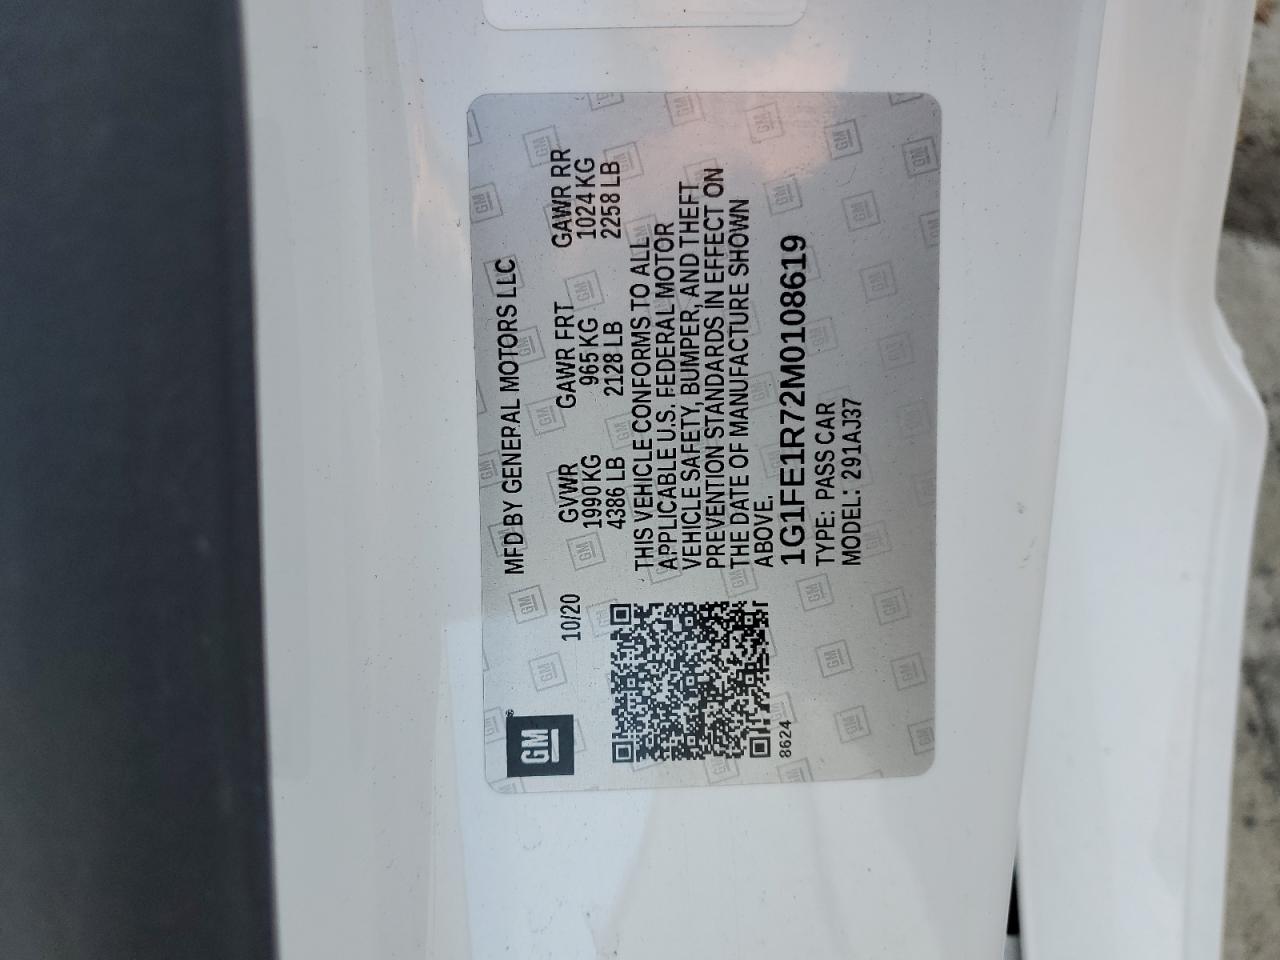 GM®
MFD BY GENERAL MOTORS LLC
10/20 GVWR GAWR FRT GAWR RR
1990 KG 965 KG 1024 KG
4386 LB 2128 LB 2258 LB
THIS VEHICLE CONFORMS TO ALL
APPLICABLE U.S. FEDERAL MOTOR
VEHICLE SAFETY, BUMPER, AND THEFT
PREVENTION STANDARDS IN EFFECT ON
THE DATE OF MANUFACTURE SHOWN
ABOVE.
1G1FE1R72M0108619
TYPE: PASS CAR
MODEL: 291AJ37
8624